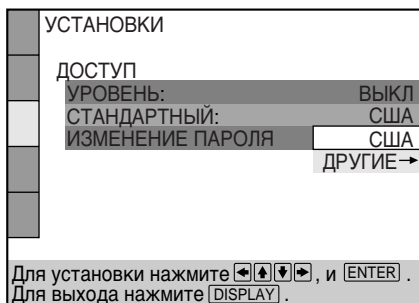 УСТАНОВКИ
ДОСТУП
УРОВЕНЬ: ВЫКЛ
СТАНДАРТНЫЙ: США
ИЗМЕНЕНИЕ ПАРОЛЯ США
ДРУГИЕ→
Для установки нажмите ←↑↓→, и ENTER.
Для выхода нажмите DISPLAY.